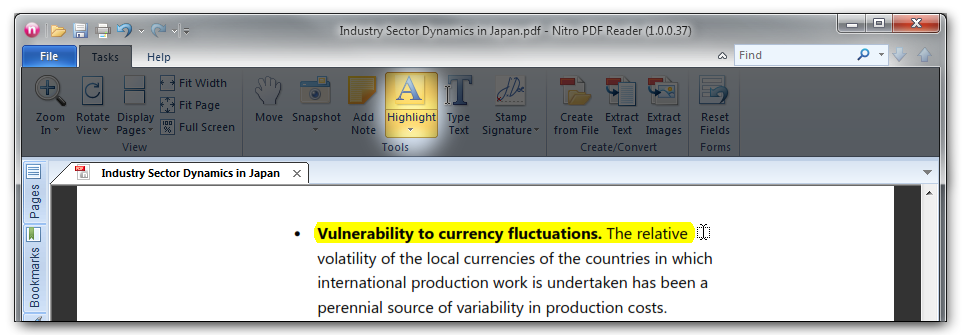 Industry Sector Dynamics in Japan.pdf - Nitro PDF Reader (1.0.0.37)
File Tasks Help Find
Zoom In Rotate View Display Pages Fit Width Fit Page 100% Full Screen
View
Move Snapshot Add Note Highlight Type Text Stamp Signature
Tools
Create from File Extract Text Extract Images
Create/Convert
Reset Fields
Forms
Pages
Bookmarks
Industry Sector Dynamics in Japan
• Vulnerability to currency fluctuations. The relative
volatility of the local currencies of the countries in which
international production work is undertaken has been a
perennial source of variability in production costs.